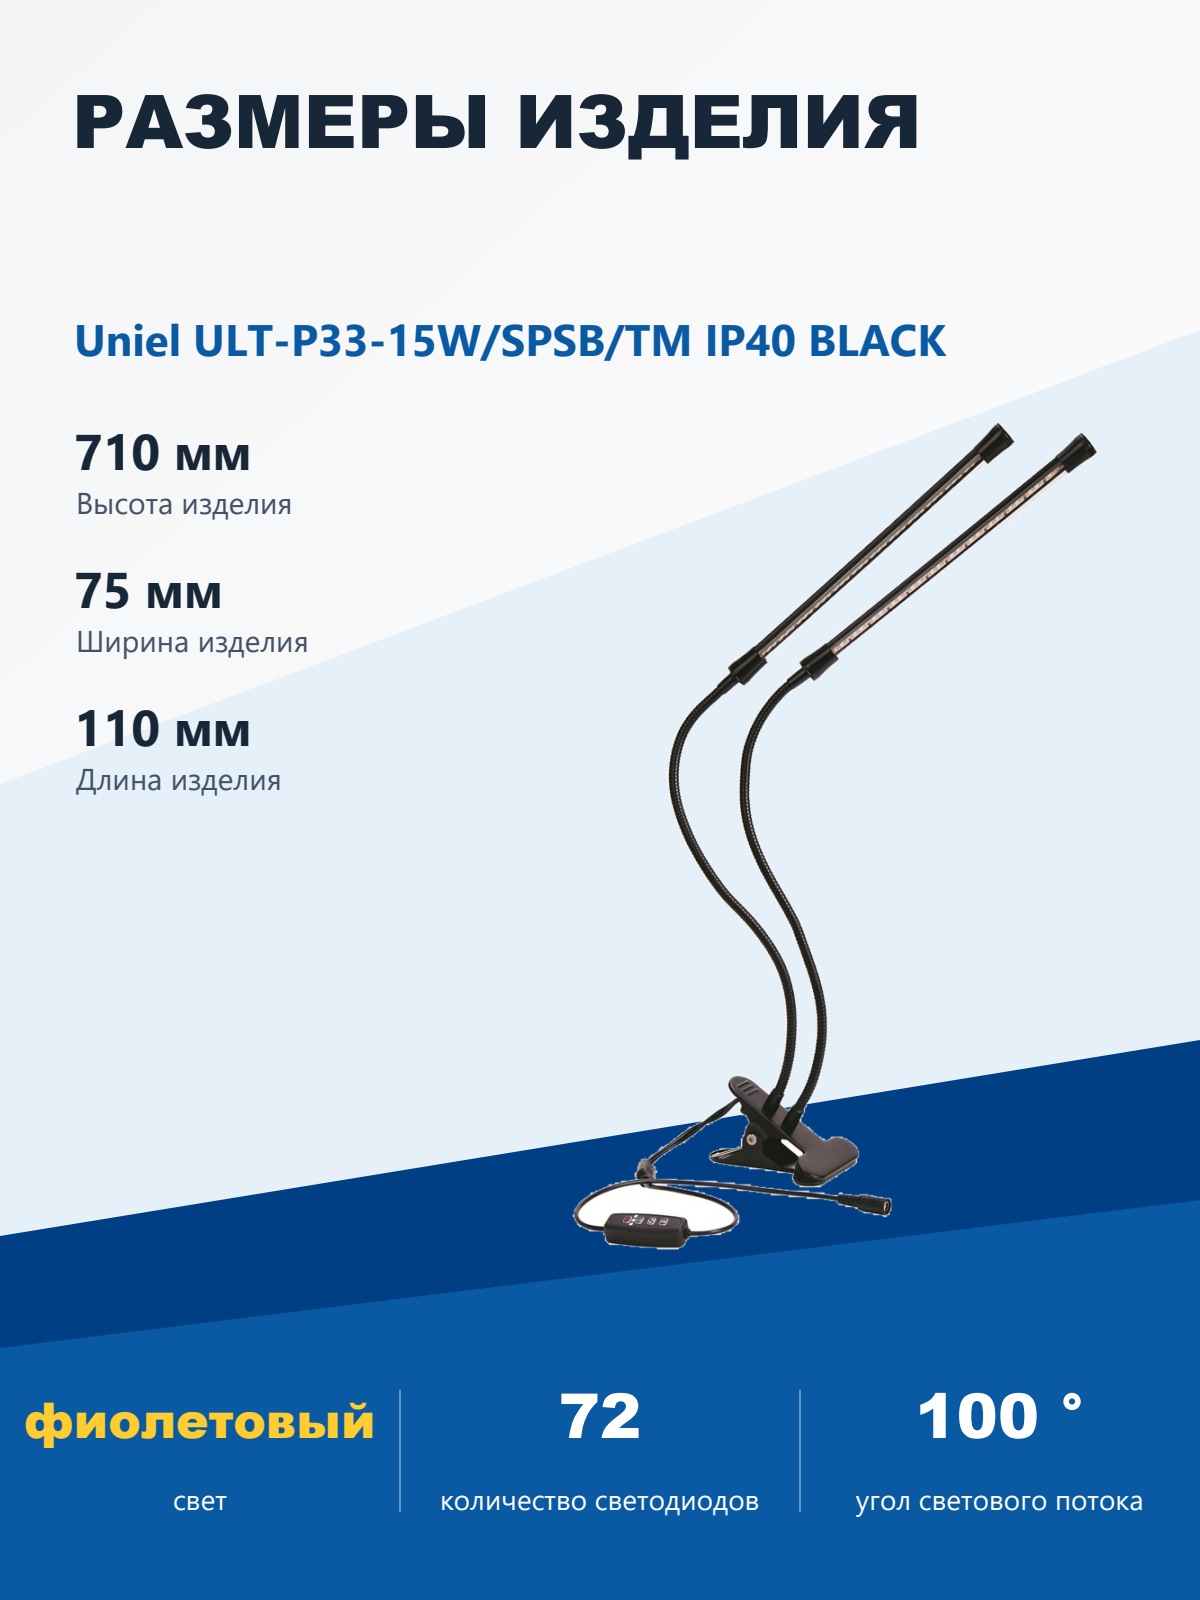 РАЗМЕРЫ ИЗДЕЛИЯ
Uniel ULT-P33-15W/SPSB/TM IP40 BLACK
710 мм
Высота изделия
75 мм
Ширина изделия
110 мм
Длина изделия
фиолетовый
свет
72
количество светодиодов
100 °
угол светового потока